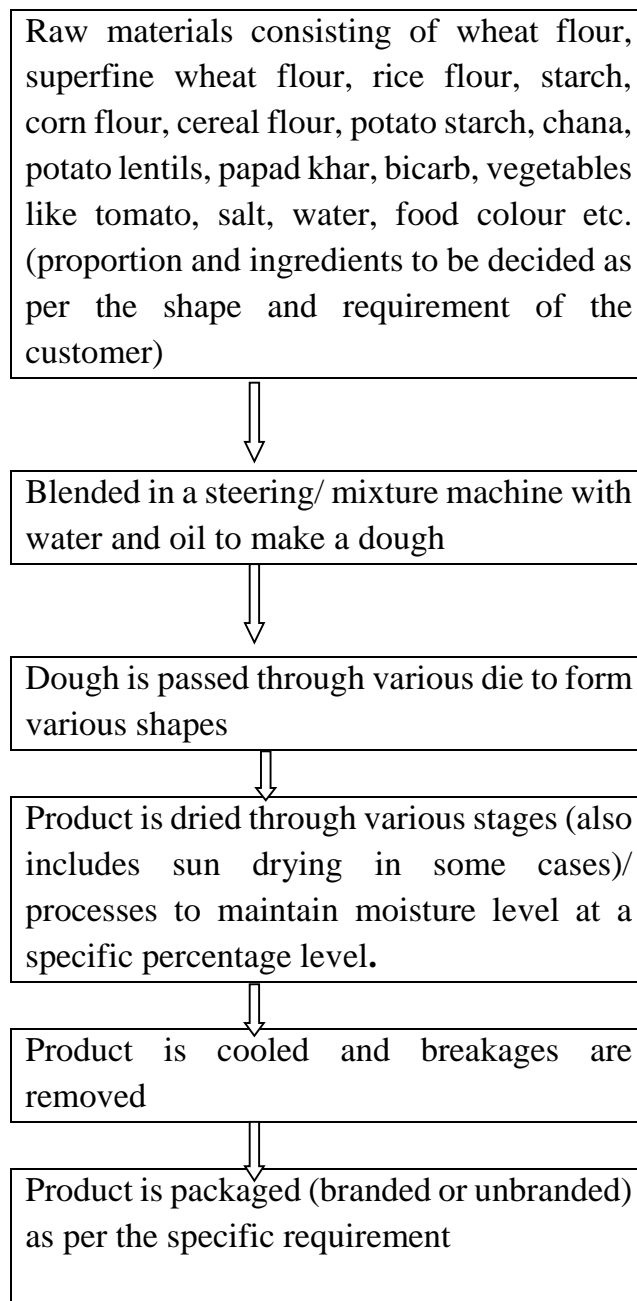 Raw materials consisting of wheat flour,
superfine wheat flour, rice flour, starch,
corn flour, cereal flour, potato starch, chana,
potato lentils, papad khar, bicarb, vegetables
like tomato, salt, water, food colour etc.
(proportion and ingredients to be decided as
per the shape and requirement of the
customer)
Blended in a steering/ mixture machine with
water and oil to make a dough
Dough is passed through various die to form
various shapes
Product is dried through various stages (also
includes sun drying in some cases)/
processes to maintain moisture level at a
specific percentage level.
Product is cooled and breakages are
removed
Product is packaged (branded or unbranded)
as per the specific requirement